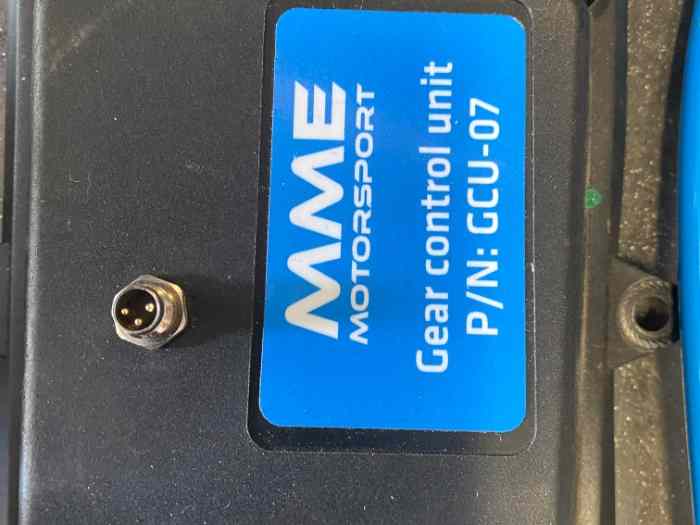 MME
MOTORSPORT
Gear control unit
P/N: GCU-07